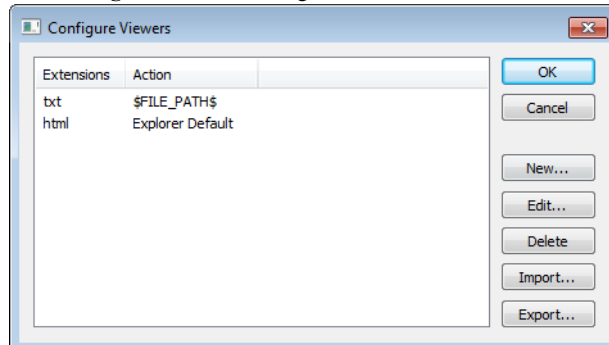 Configure Viewers
Extensions Action
txt $FILE_PATH$
html Explorer Default
OK
Cancel
New...
Edit...
Delete
Import...
Export...